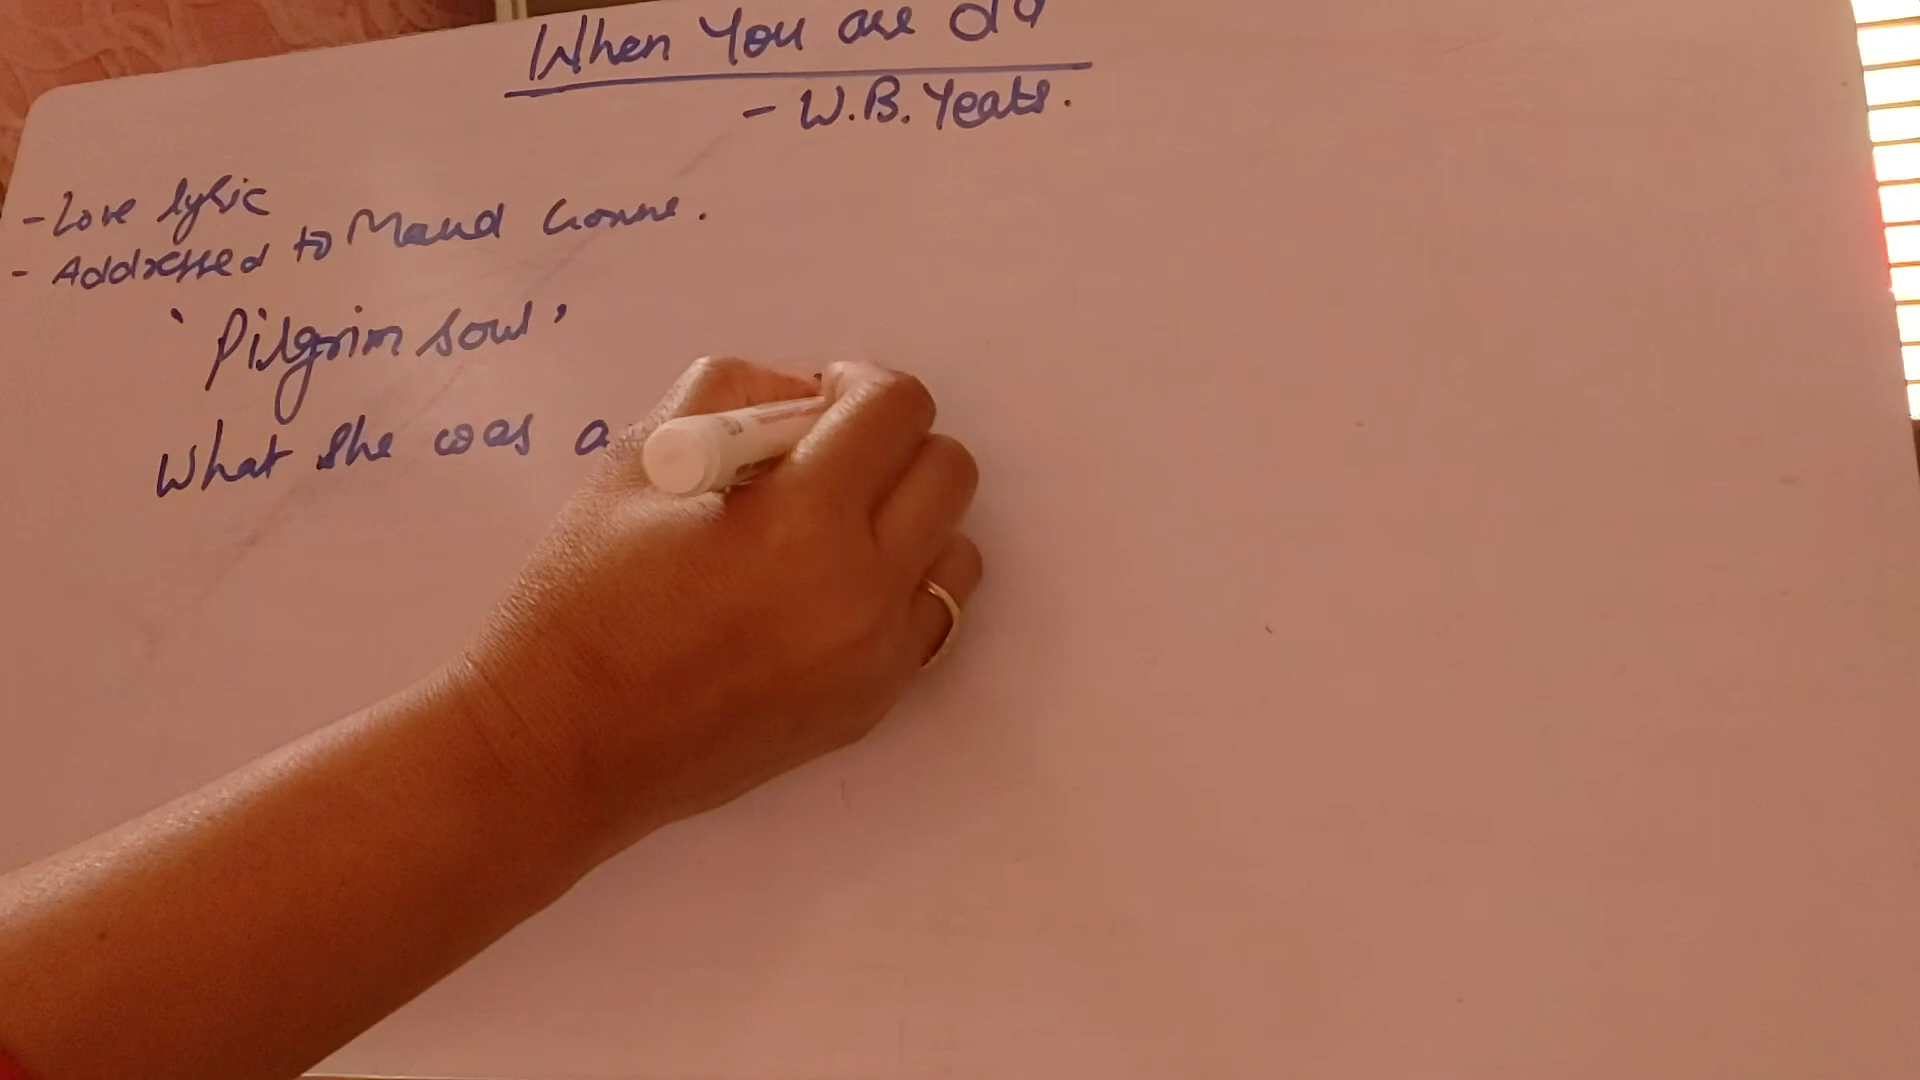 When You are old
- W.B. Yeats.
- Love lyric
- Addressed to Maud Gonne.
' Pilgrim soul '
What she was a